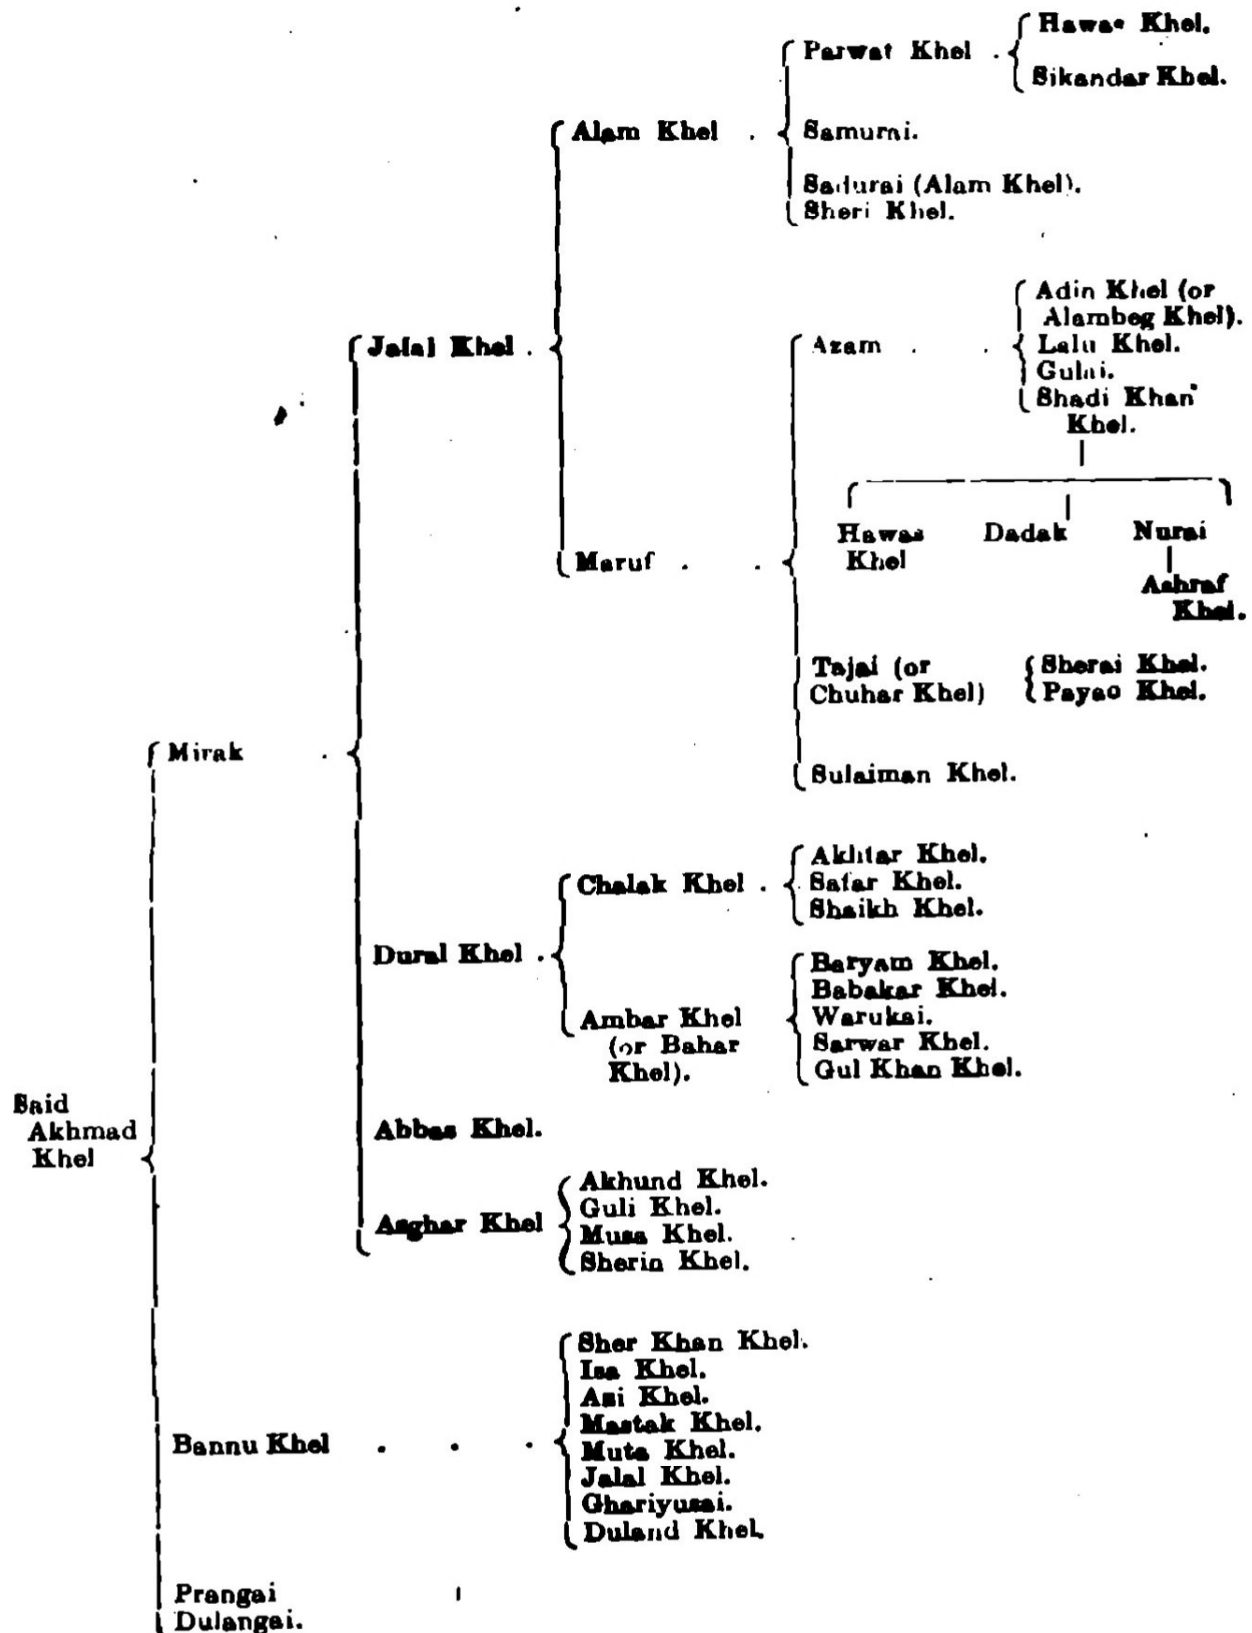 Hawas Khel.
Parwat Khel
Sikandar Khel.
Alam Khel
Samurai.
Sadurai (Alam Khel).
Sheri Khel.
Adin Khel (or
Alambeg Khel).
Jalal Khel
Azam
Lalu Khel.
Gulai.
Shadi Khan
Khel.
Hawas
Khel
Dadak
Nurai
Maruf
Ashraf
Khel.
Tajai (or
Chuhar Khel)
Sherai Khel.
Payao Khel.
Mirak
Sulaiman Khel.
Akhtar Khel.
Chalak Khel
Safar Khel.
Shaikh Khel.
Dural Khel
Baryam Khel.
Babakar Khel.
Ambar Khel
(or Bahar
Khel).
Warukai.
Sarwar Khel.
Gul Khan Khel.
Said
Akhmad
Khel
Abbas Khel.
Akhund Khel.
Guli Khel.
Asghar Khel
Musa Khel.
Sherin Khel.
Sher Khan Khel.
Isa Khel.
Asi Khel.
Mastak Khel.
Bannu Khel
Muta Khel.
Jalal Khel.
Ghariyusai.
Duland Khel.
Prangai
Dulangai.